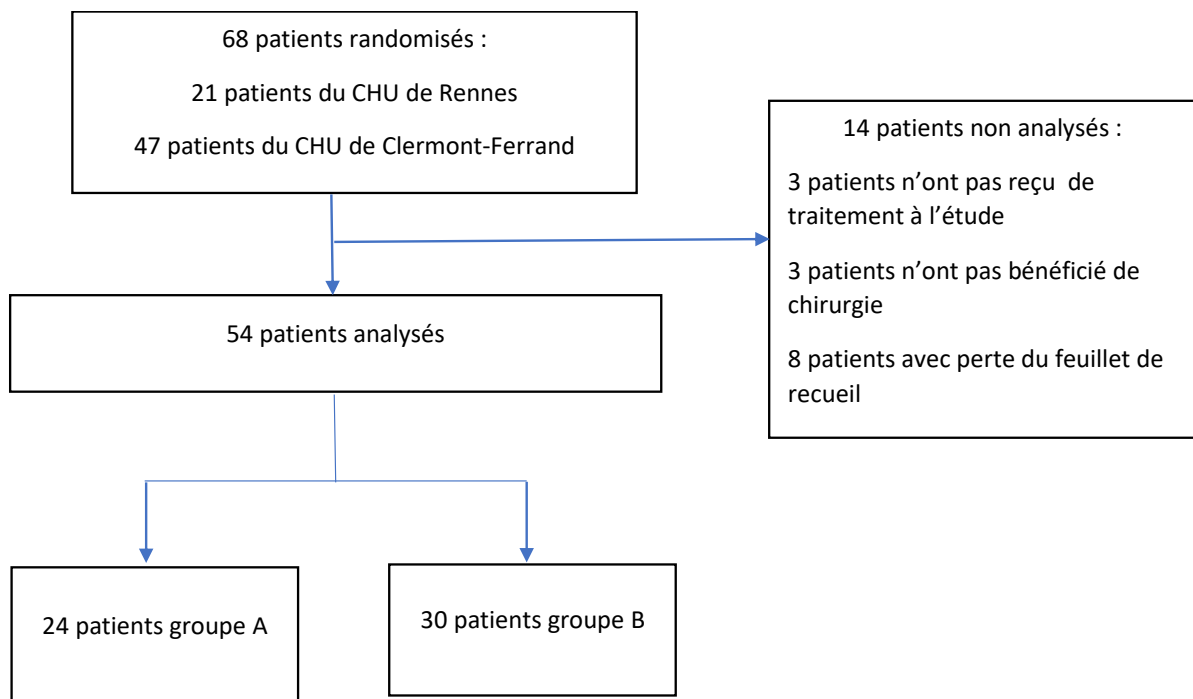 68 patients randomisés :
21 patients du CHU de Rennes
47 patients du CHU de Clermont-Ferrand
14 patients non analysés :
3 patients n’ont pas reçu  de
traitement à l’étude
3 patients n’ont pas bénéficié de
chirurgie
8 patients avec perte du feuillet de
recueil
54 patients analysés
24 patients groupe A
30 patients groupe B